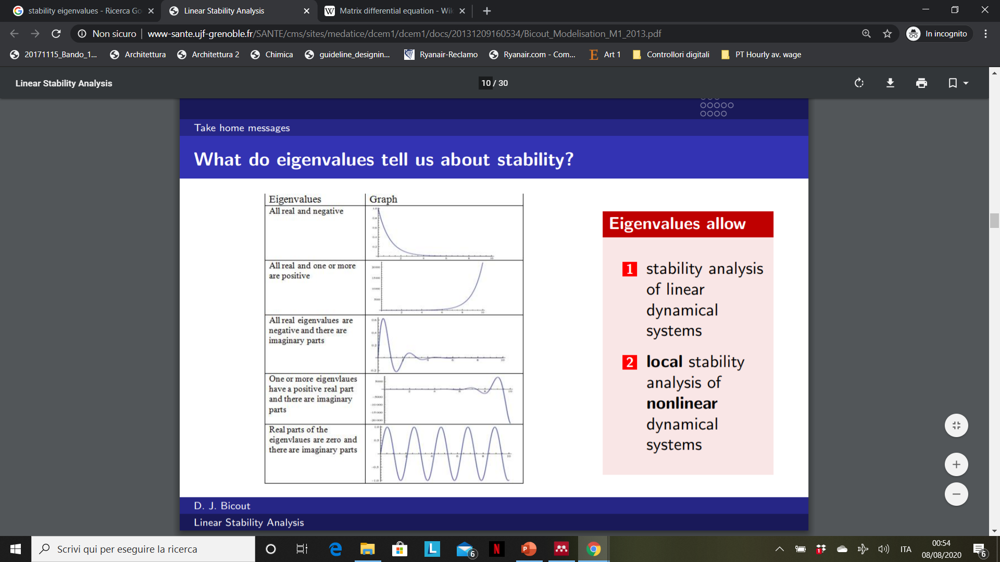 stability eigenvalues - Ricerca Go
Linear Stability Analysis
Matrix differential equation - Wik
Non sicuro
www-sante.ujf-grenoble.fr/SANTE/cms/sites/medatice/dcem1/dcem1/docs/20131209160534/Bicout_Modelisation_M1_2013.pdf
In incognito
20171115_Bando_1...
Architettura
Architettura 2
Chimica
guideline_designin...
Ryanair-Reclamo
Ryanair.com - Com...
Art 1
Controllori digitali
PT Hourly av. wage
Linear Stability Analysis
10 / 30
Take home messages
What do eigenvalues tell us about stability?
Eigenvalues
Graph
All real and negative
All real and one or more
are positive
All real eigenvalues are
negative and there are
imaginary parts
One or more eigenvlaues
have a positive real part
and there are imaginary
parts
Real parts of the
eigenvlaues are zero and
there are imaginary parts
Eigenvalues allow
1 stability analysis
of linear
dynamical
systems
2 local stability
analysis of
nonlinear
dynamical
systems
D. J. Bicout
Linear Stability Analysis
Scrivi qui per eseguire la ricerca
6
ITA
00:54
08/08/2020
6